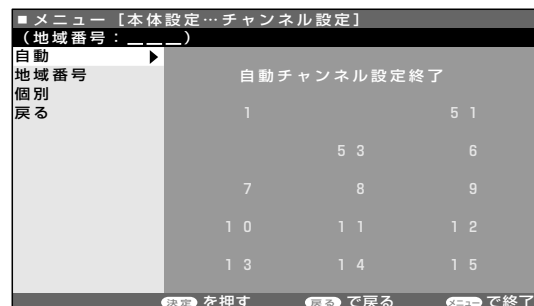 ■メニュー [本体設定…チャンネル設定]
(地域番号:＿＿＿)
自動 ▶
地域番号
個別
戻る
自動チャンネル設定終了
1 51
53 6
7 8 9
10 11 12
13 14 15
決定 を押す 戻る で戻る メニュー で終了